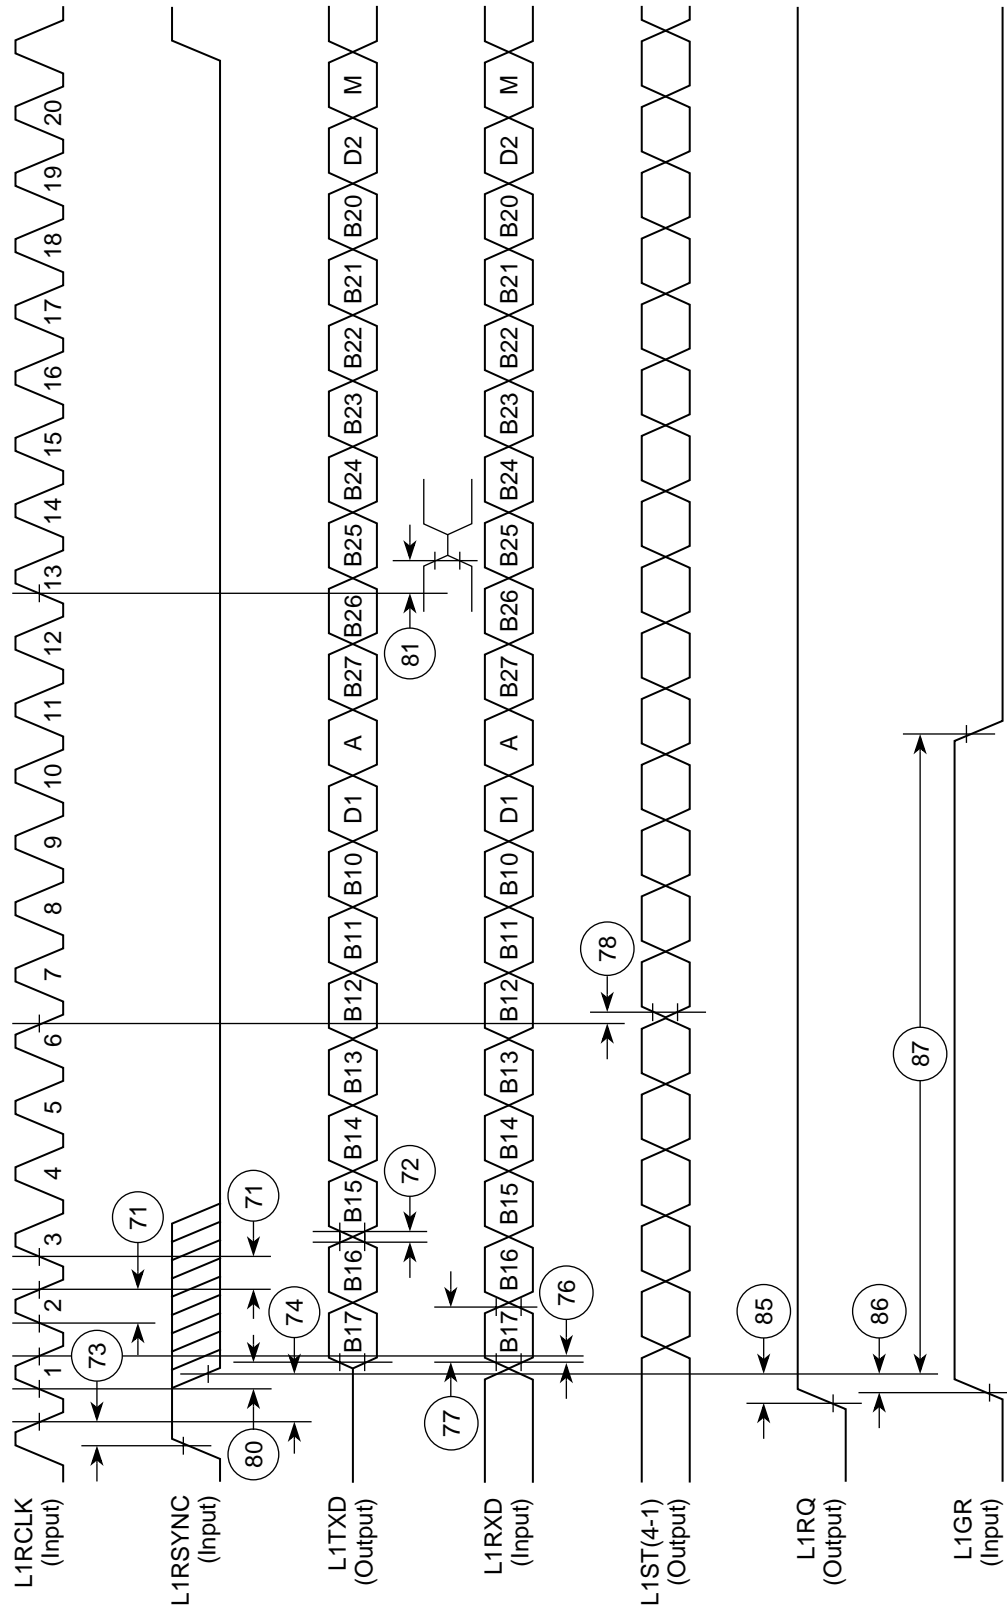 L1RCLK
(Input)
1 2 3 4 5 6 7 8 9 10 11 12 13 14 15 16 17 18 19 20
73
71
L1RSYNC
(Input)
80
74
71
L1TXD
(Output)
B17 B16 B15 B14 B13 B12 B11 B10 D1 A B27 B26 B25 B24 B23 B22 B21 B20 D2 M
72
81
L1RXD
(Input)
B17 B16 B15 B14 B13 B12 B11 B10 D1 A B27 B26 B25 B24 B23 B22 B21 B20 D2 M
77
76
78
L1ST(4-1)
(Output)
85
L1RQ
(Output)
86
87
L1GR
(Input)